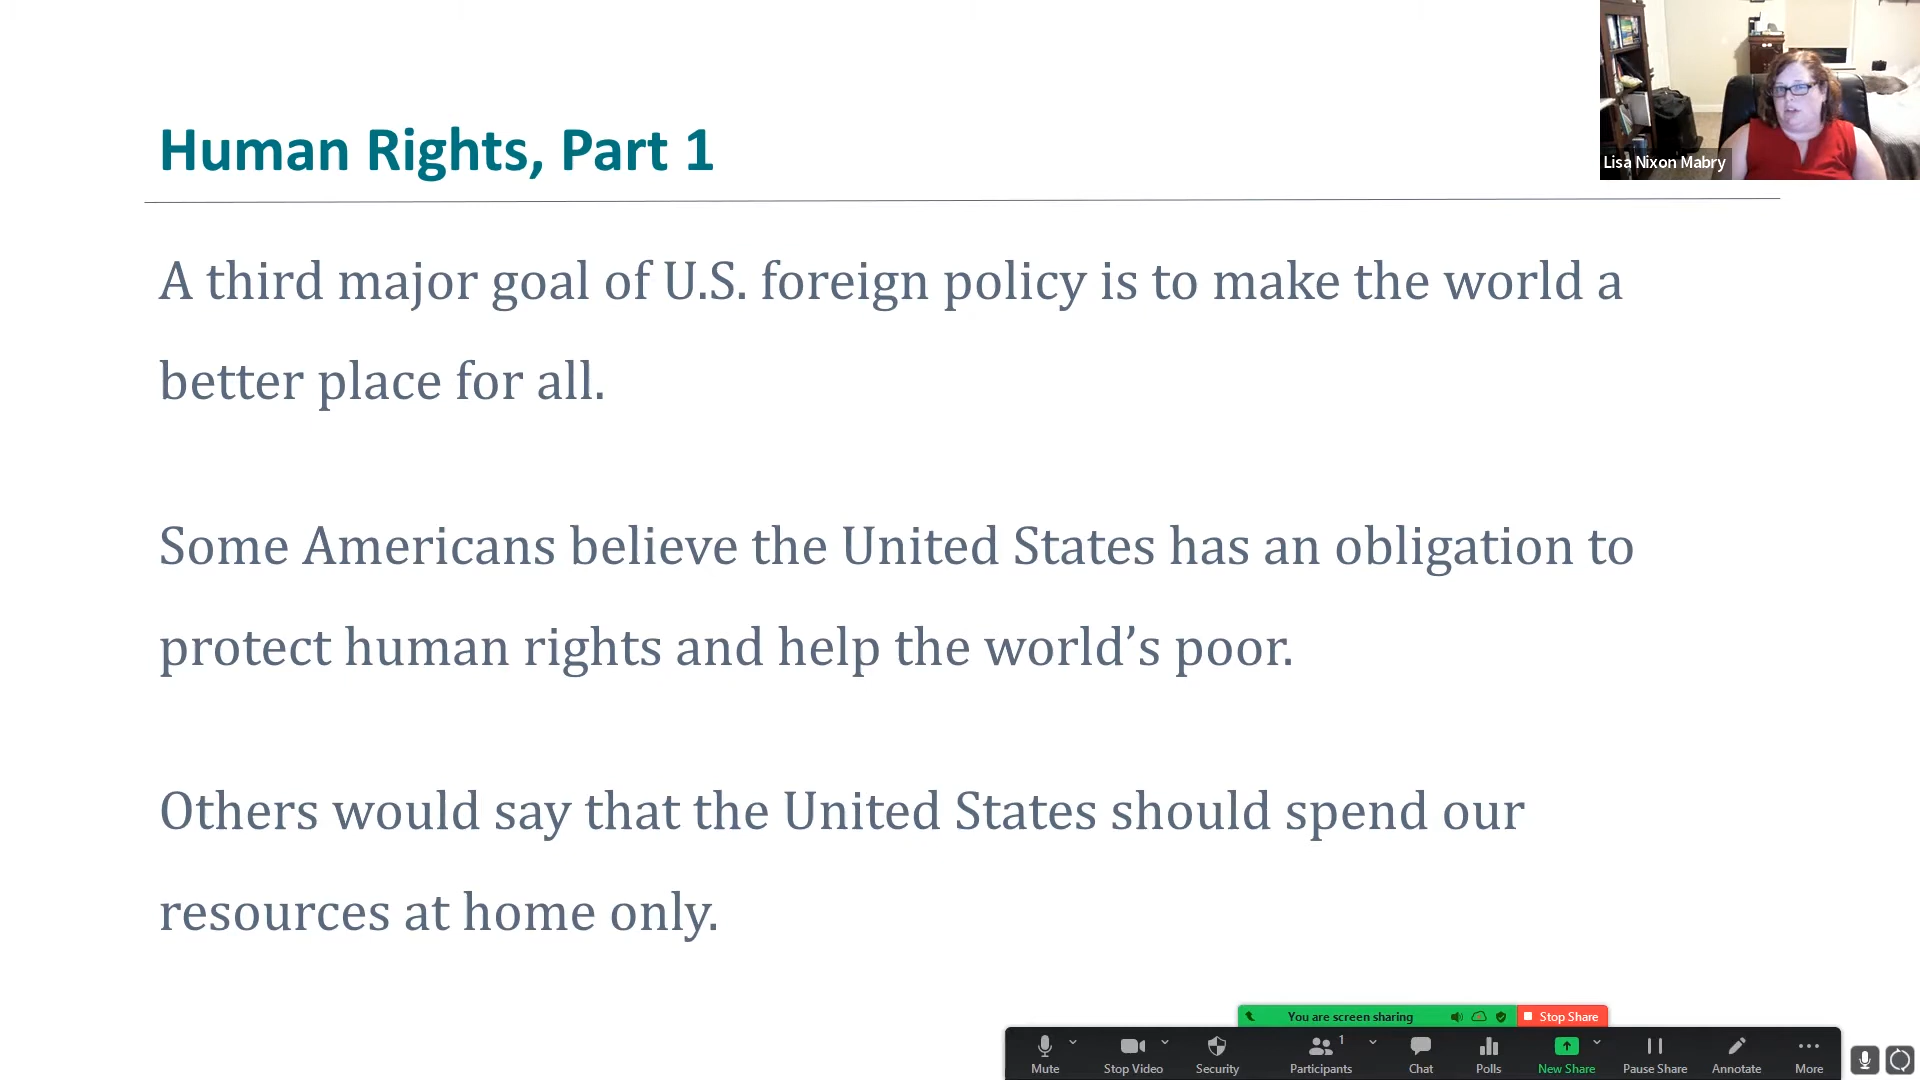 Human Rights, Part 1
Lisa Nixon Mabry
A third major goal of U.S. foreign policy is to make the world a
better place for all.
Some Americans believe the United States has an obligation to
protect human rights and help the world’s poor.
Others would say that the United States should spend our
resources at home only.
You are screen sharing
Stop Share
1
Mute
Stop Video
Security
Participants
Chat
Polls
New Share
Pause Share
Annotate
More